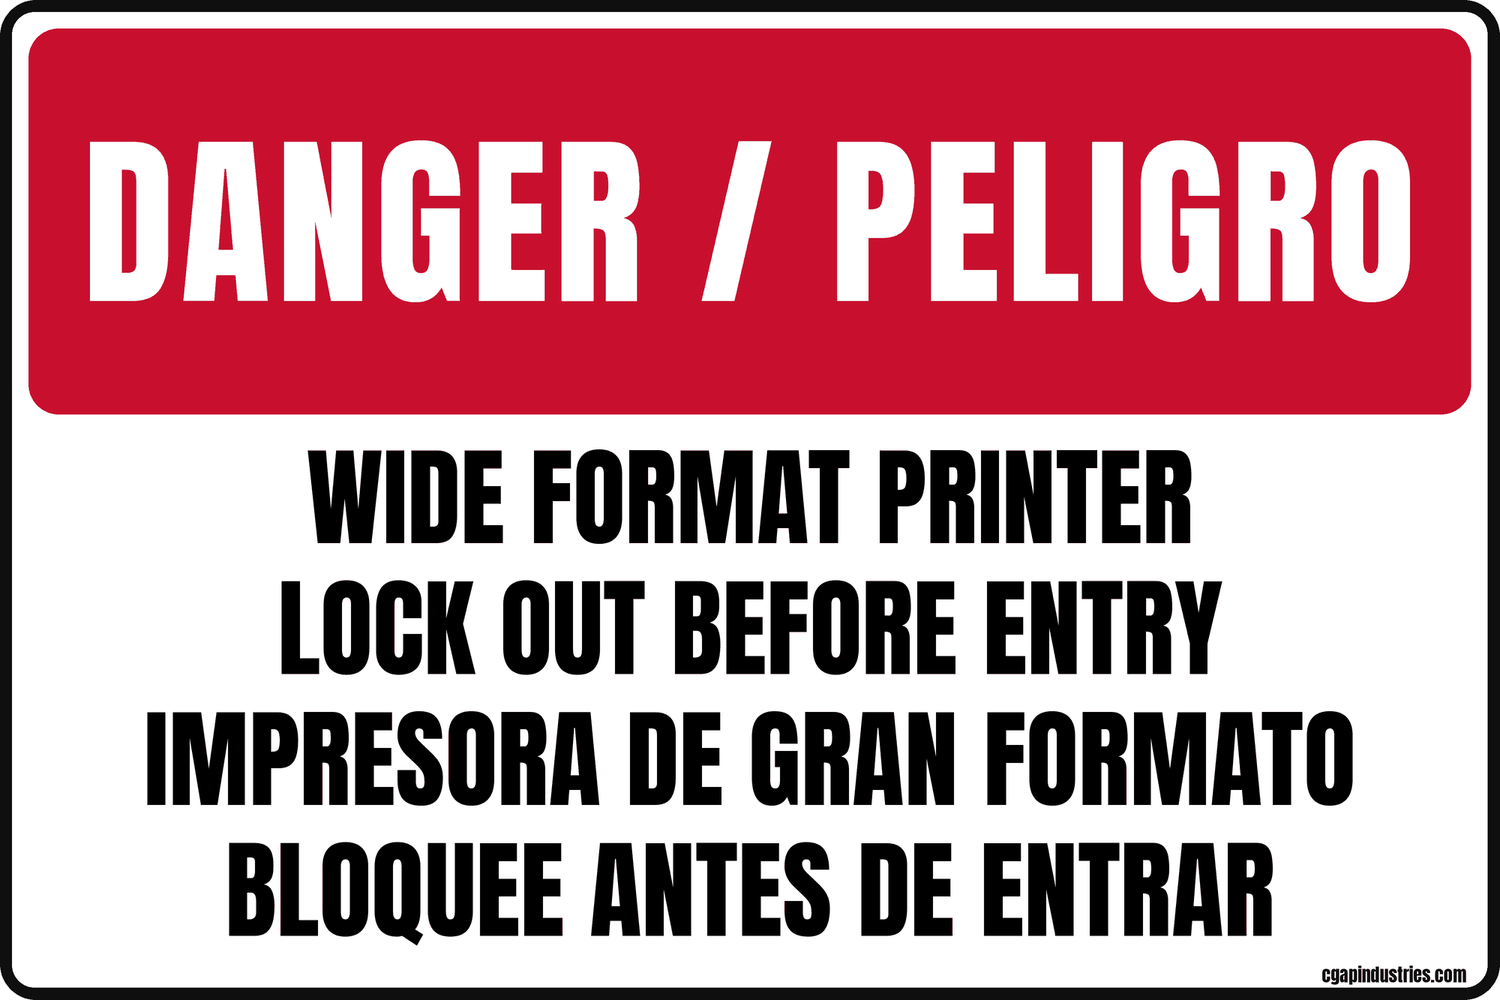 DANGER / PELIGRO
WIDE FORMAT PRINTER
LOCK OUT BEFORE ENTRY
IMPRESORA DE GRAN FORMATO
BLOQUEE ANTES DE ENTRAR
cgapindustries.com